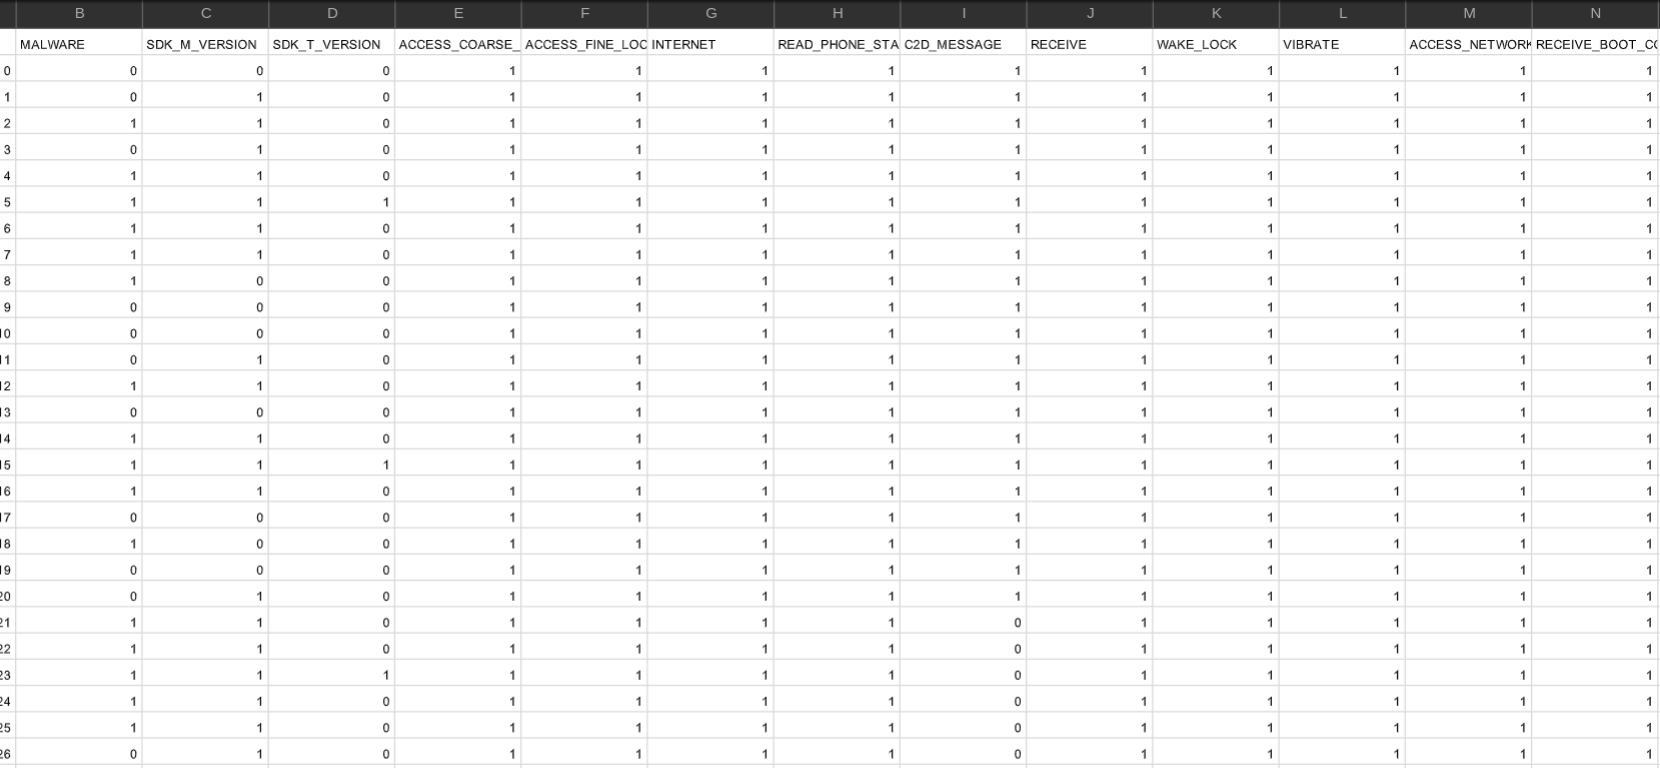 B C D E F G H I J K L M N
MALWARE SDK_M_VERSION SDK_T_VERSION ACCESS_COARSE_ ACCESS_FINE_LOC INTERNET READ_PHONE_STA C2D_MESSAGE RECEIVE WAKE_LOCK VIBRATE ACCESS_NETWORK RECEIVE_BOOT_CO
0 0 0 0 1 1 1 1 1 1 1 1 1 1
1 0 1 0 1 1 1 1 1 1 1 1 1 1
2 1 1 0 1 1 1 1 1 1 1 1 1 1
3 0 1 0 1 1 1 1 1 1 1 1 1 1
4 1 1 0 1 1 1 1 1 1 1 1 1 1
5 1 1 1 1 1 1 1 1 1 1 1 1 1
6 1 1 0 1 1 1 1 1 1 1 1 1 1
7 1 1 0 1 1 1 1 1 1 1 1 1 1
8 1 0 0 1 1 1 1 1 1 1 1 1 1
9 0 0 0 1 1 1 1 1 1 1 1 1 1
10 0 0 0 1 1 1 1 1 1 1 1 1 1
11 0 1 0 1 1 1 1 1 1 1 1 1 1
12 1 1 0 1 1 1 1 1 1 1 1 1 1
13 0 0 0 1 1 1 1 1 1 1 1 1 1
14 1 1 0 1 1 1 1 1 1 1 1 1 1
15 1 1 1 1 1 1 1 1 1 1 1 1 1
16 1 1 0 1 1 1 1 1 1 1 1 1 1
17 0 0 0 1 1 1 1 1 1 1 1 1 1
18 1 0 0 1 1 1 1 1 1 1 1 1 1
19 0 0 0 1 1 1 1 1 1 1 1 1 1
20 0 1 0 1 1 1 1 1 1 1 1 1 1
21 1 1 0 1 1 1 1 0 1 1 1 1 1
22 1 1 0 1 1 1 1 0 1 1 1 1 1
23 1 1 1 1 1 1 1 0 1 1 1 1 1
24 1 1 0 1 1 1 1 0 1 1 1 1 1
25 1 1 0 1 1 1 1 0 1 1 1 1 1
26 0 1 0 1 1 1 1 0 1 1 1 1 1